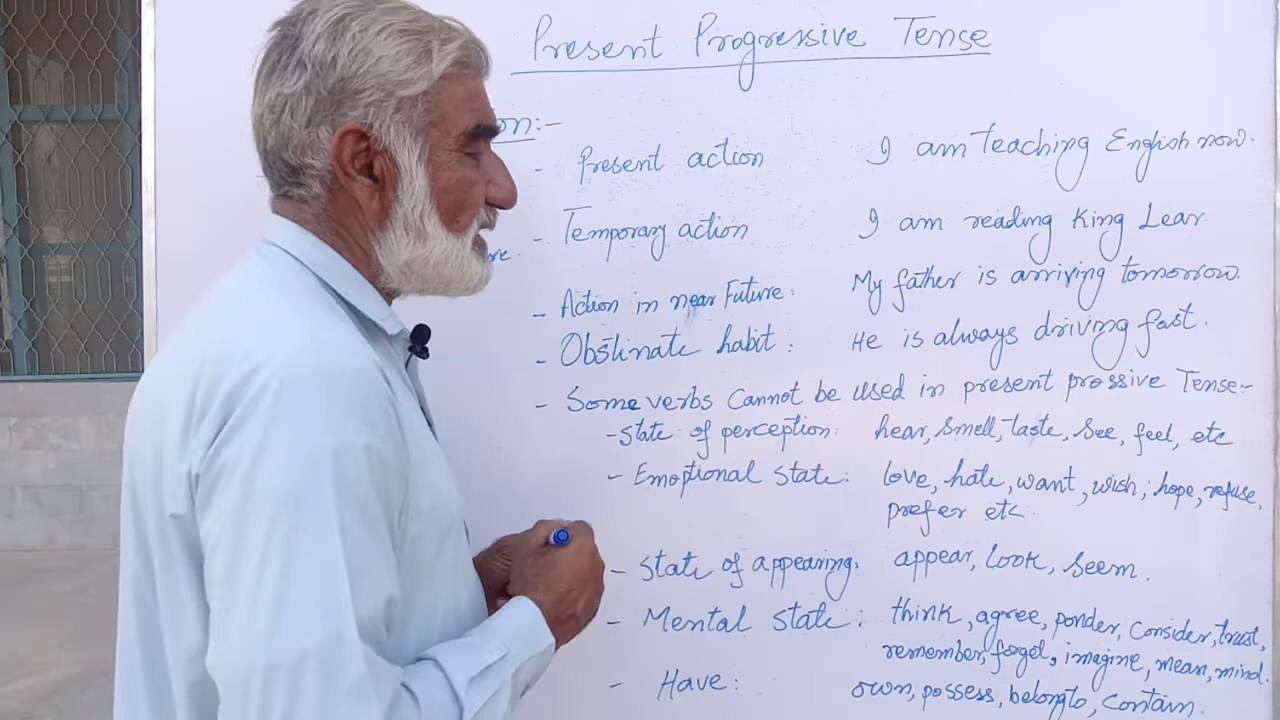 Present Progressive Tense
on:-
- Present action I am teaching English now.
- Temporary action I am reading King Lear.
re.
- Action in near Future: My father is arriving tomorrow.
- Obstinate habit: He is always driving fast.
- Some verbs cannot be used in present prossive Tense:-
- State of perception: hear, smell, taste, see, feel, etc
- Emoptional state: love, hate, want, wish, hope, refuse,
prefer etc.
- State of appearing: appear, look, seem.
- Mental state: think, agree, ponder, consider, trust,
remember, forget, imagine, mean, mind.
- Have: own, possess, belong to, contain.